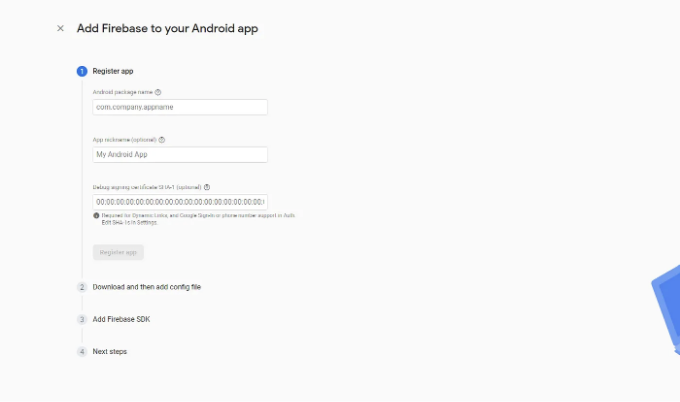 Add Firebase to your Android app
1 Register app
Android package name
com.company.appname
App nickname (optional)
My Android App
Debug signing certificate SHA-1 (optional)
00:00:00:00:00:00:00:00:00:00:00:00:00:00:00:00:00:00:00:
Required for Dynamic Links, and Google Sign-In or phone number support in Auth.
Edit SHA-1s in Settings.
Register app
2 Download and then add config file
3 Add Firebase SDK
4 Next steps